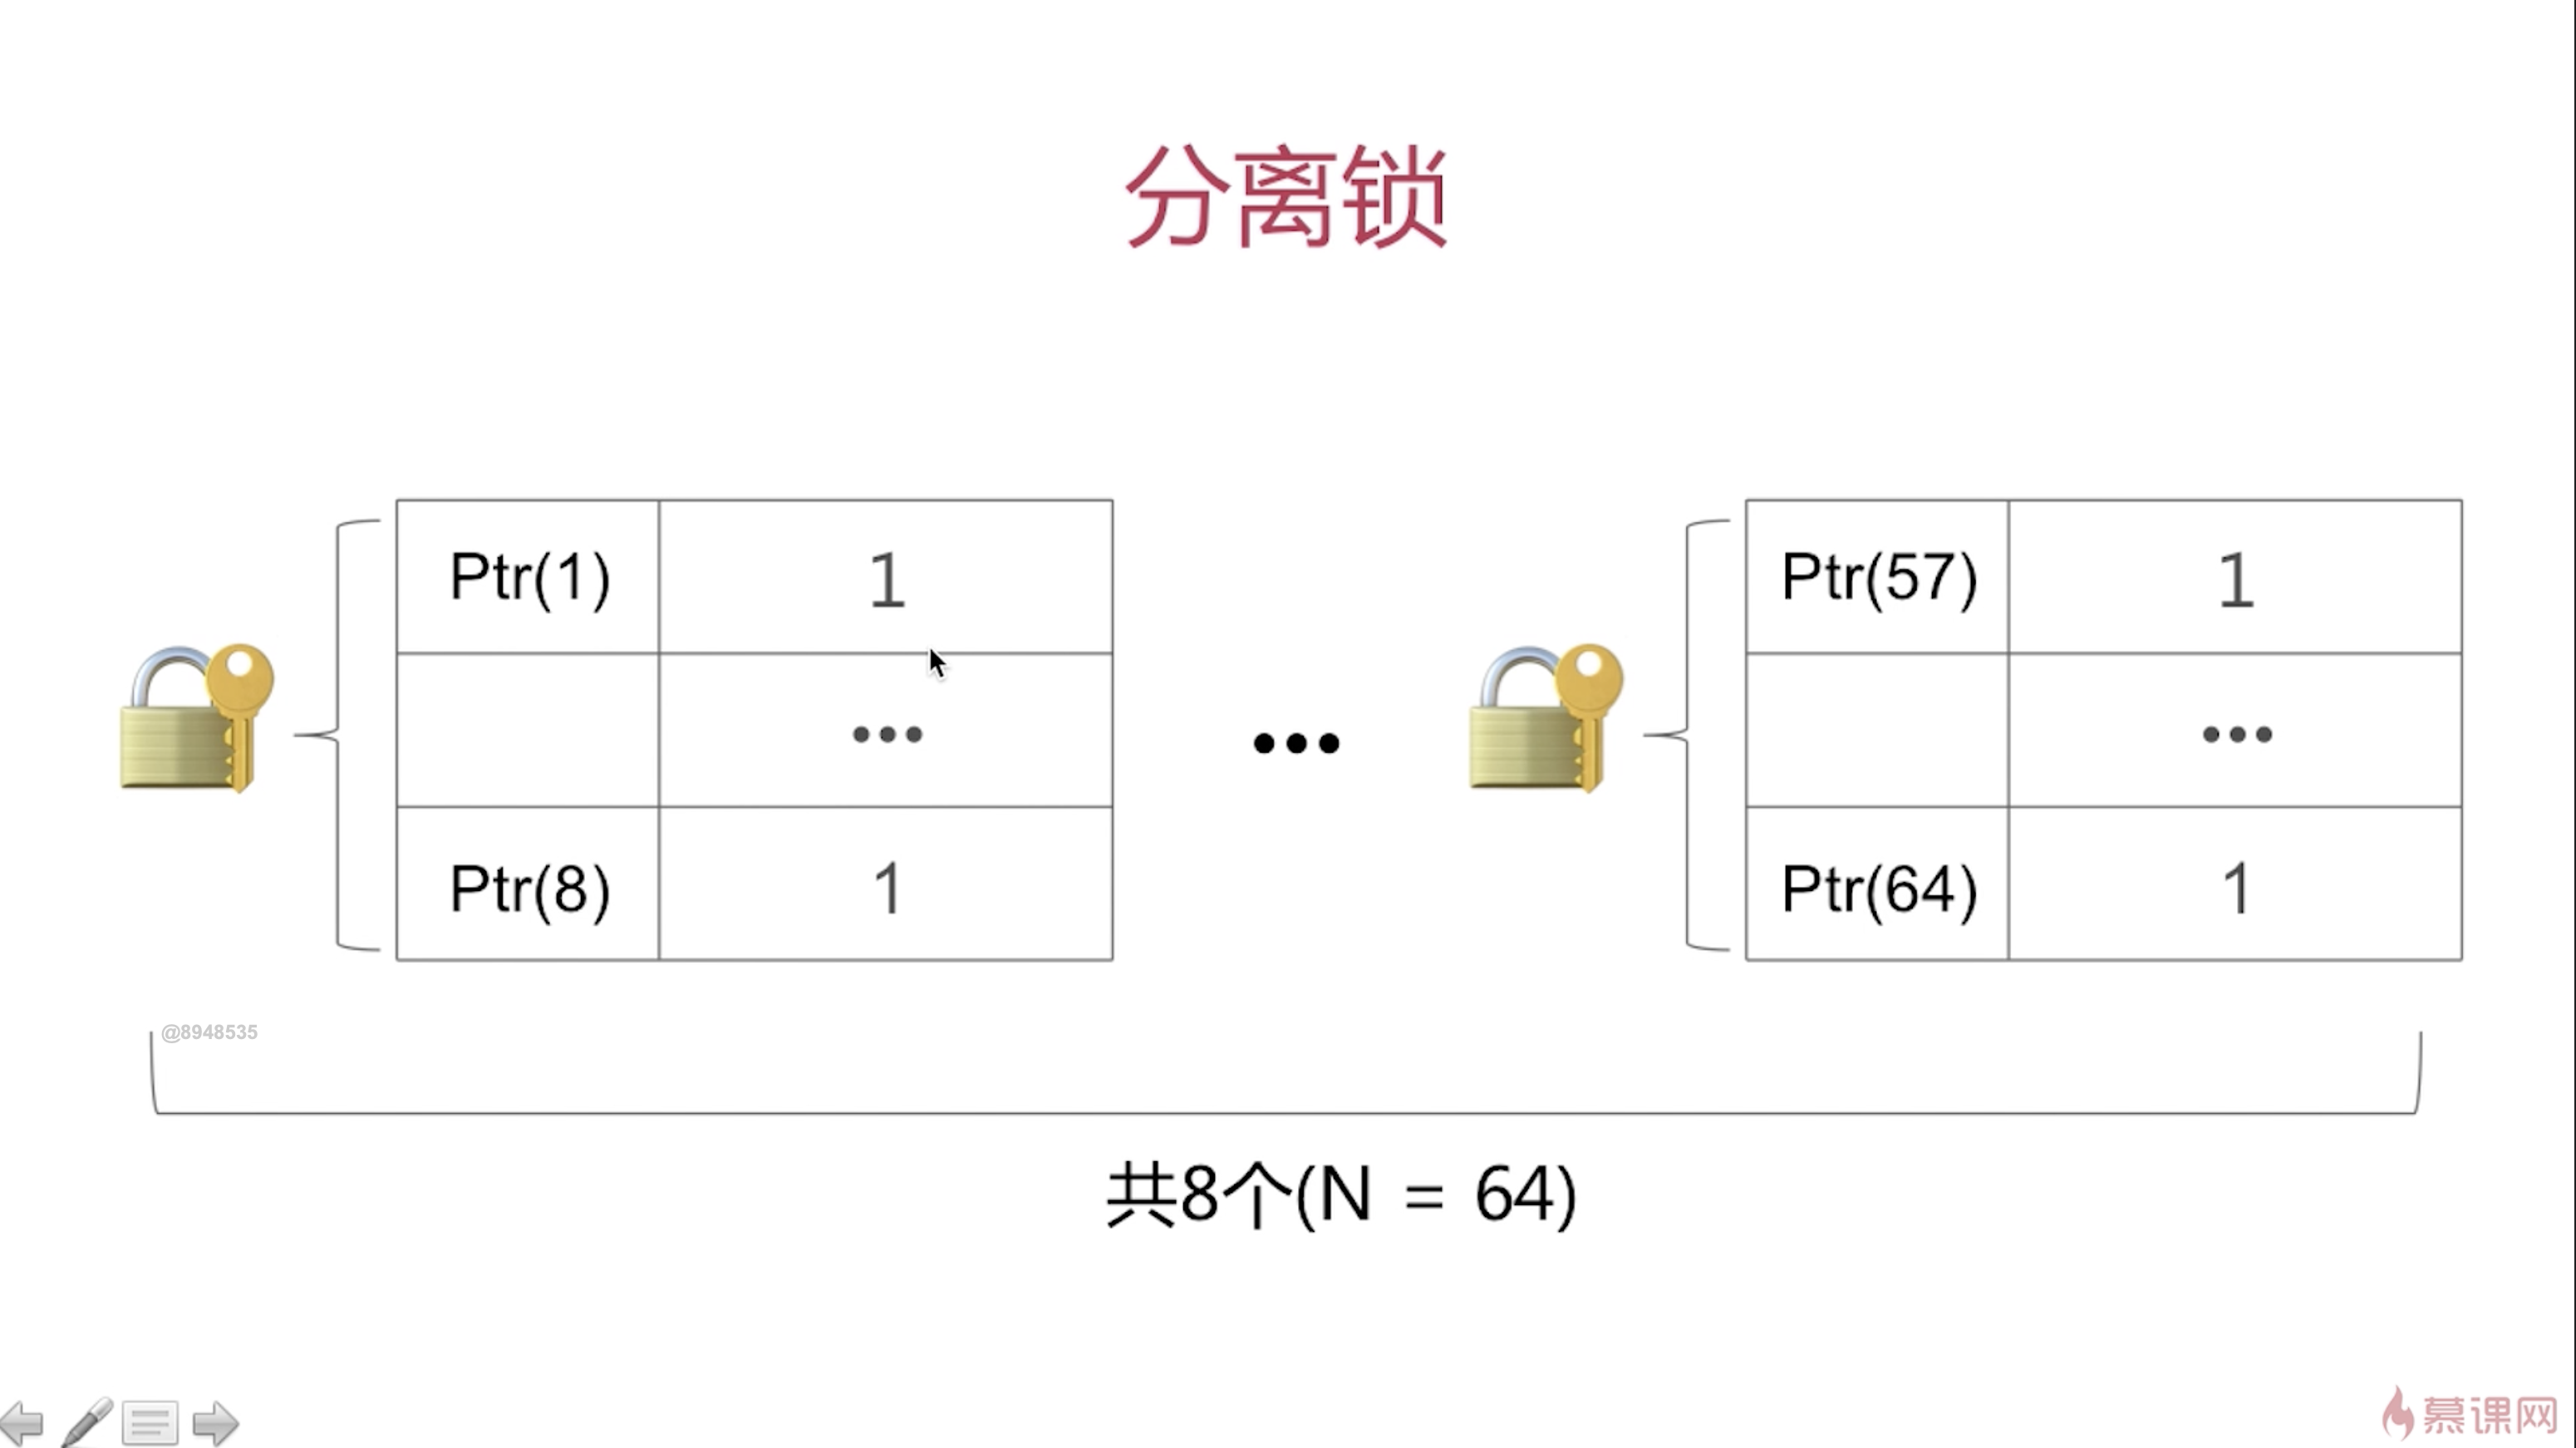 分离锁
Ptr(1) 1
•••
Ptr(8) 1
•••
Ptr(57) 1
•••
Ptr(64) 1
@8948535
共8个(N = 64)
慕课网